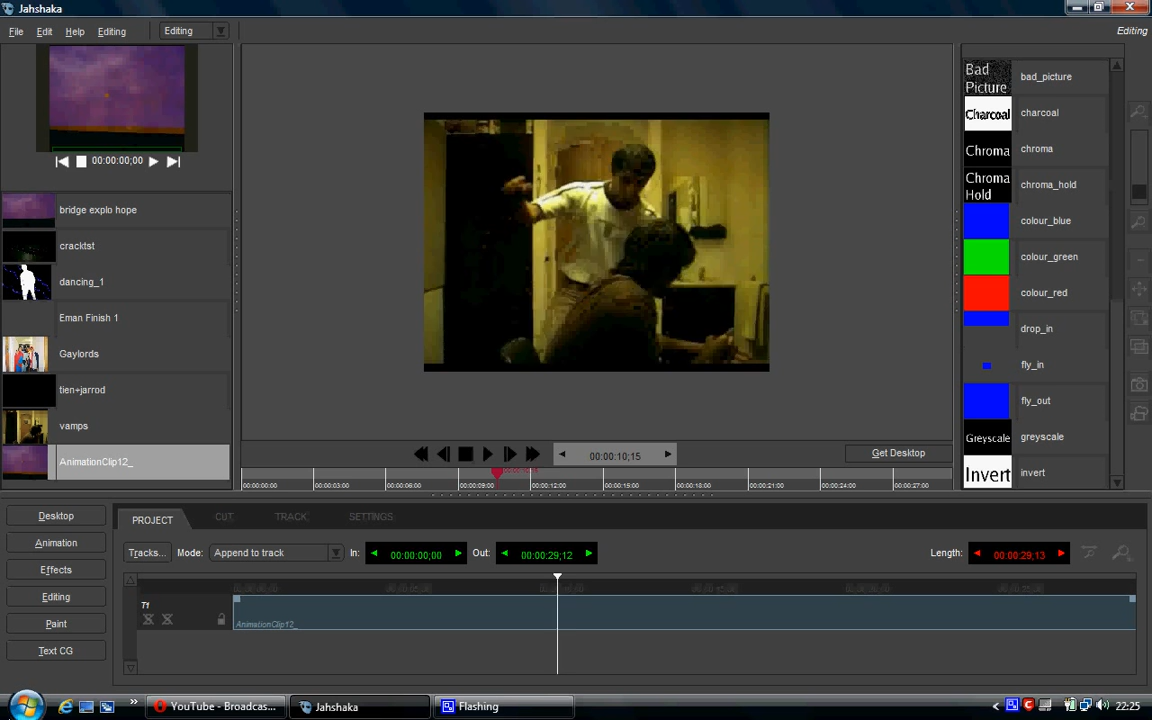 Jahshaka
File Edit Help Editing Editing Editing
00:00:00;00
bridge explo hope
cracktst
dancing_1
Eman Finish 1
Gaylords
tien+jarrod
vamps
AnimationClip12_
Bad Picture bad_picture
Charcoal charcoal
Chroma chroma
Chroma Hold chroma_hold
colour_blue
colour_green
colour_red
drop_in
fly_in
fly_out
Greyscale greyscale
Invert invert
00:00:10;15
Get Desktop
00:00:00:00 00:00:03:00 00:00:06:00 00:00:09:00 00:00:12:00 00:00:15:00 00:00:18:00 00:00:21:00 00:00:24:00 00:00:27:00
Desktop
Animation
Effects
Editing
Paint
Text CG
PROJECT CUT TRACK SETTINGS
Tracks... Mode: Append to track In: 00:00:00;00 Out: 00:00:29;12 Length: 00:00:29;13
T1
AnimationClip12_
YouTube - Broadcas... Jahshaka Flashing 22:25